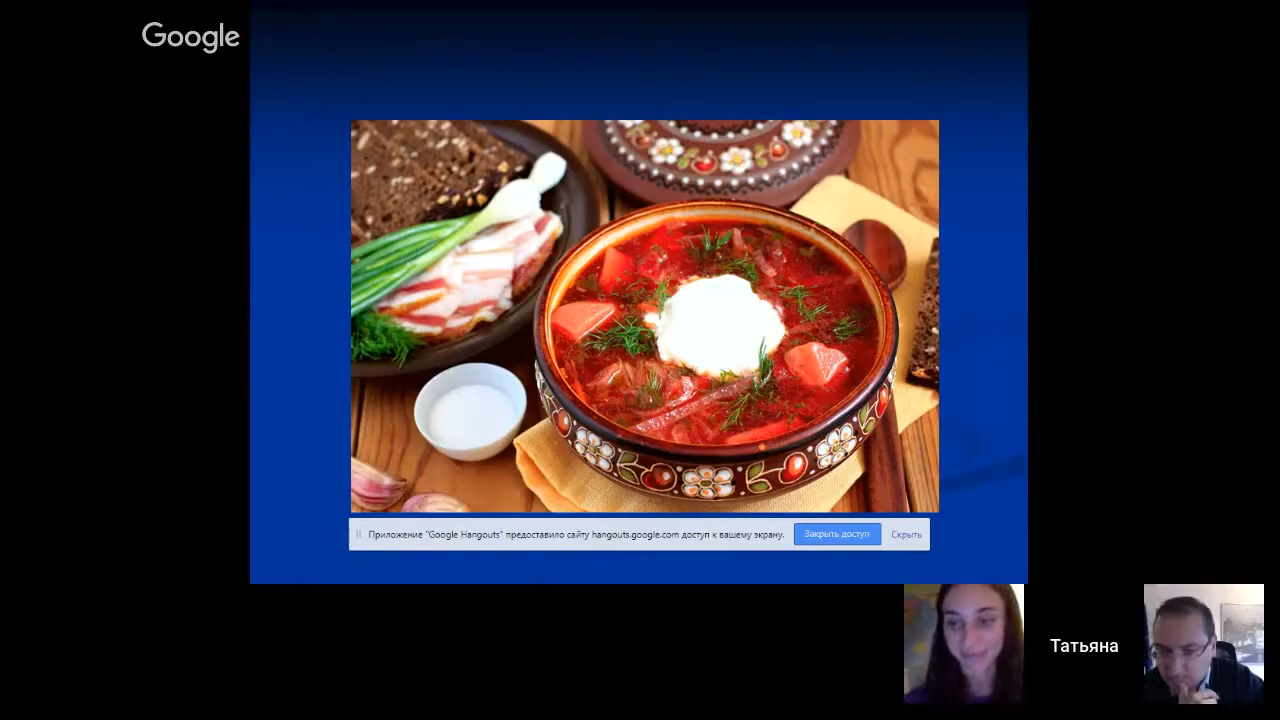 Google
Приложение "Google Hangouts" предоставило сайту hangouts.google.com доступ к вашему экрану.
Закрыть доступ
Скрыть
Татьяна